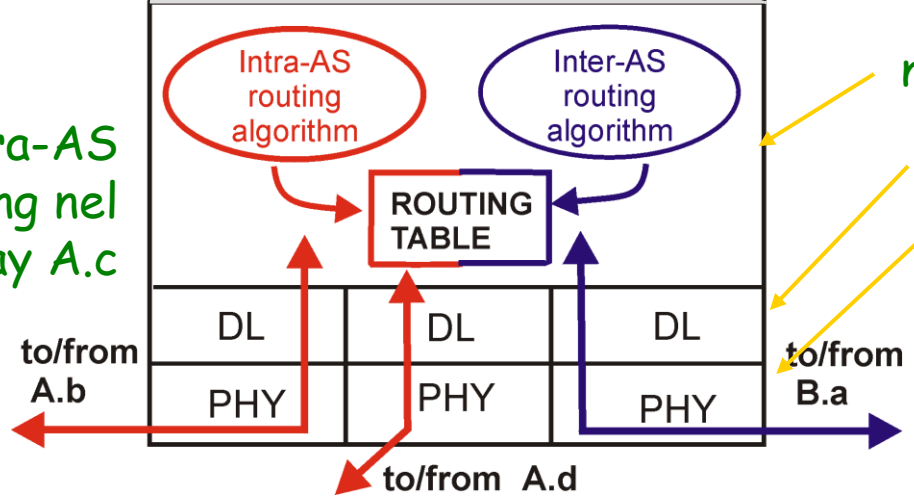 Intra-AS
routing
algorithm
Inter-AS
routing
algorithm
ra-AS
ng nel
ay A.c
ROUTING
TABLE
DL
DL
DL
to/from
A.b
PHY
PHY
PHY
to/from
B.a
to/from A.d